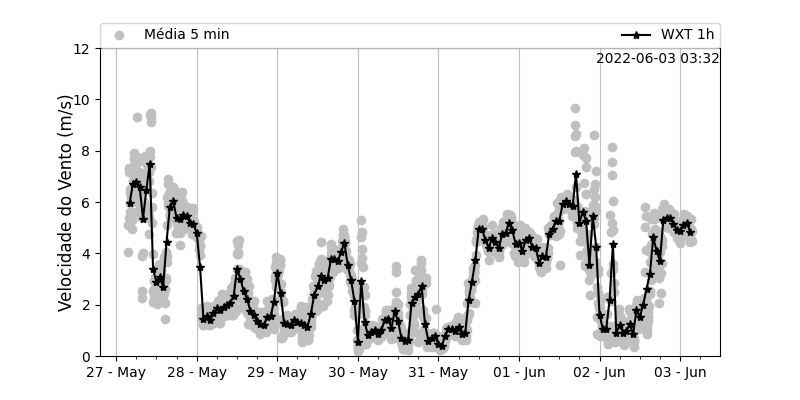 Média 5 min
WXT 1h
2022-06-03 03:32
Velocidade do Vento (m/s)
12
10
8
6
4
2
0
27 - May 28 - May 29 - May 30 - May 31 - May 01 - Jun 02 - Jun 03 - Jun